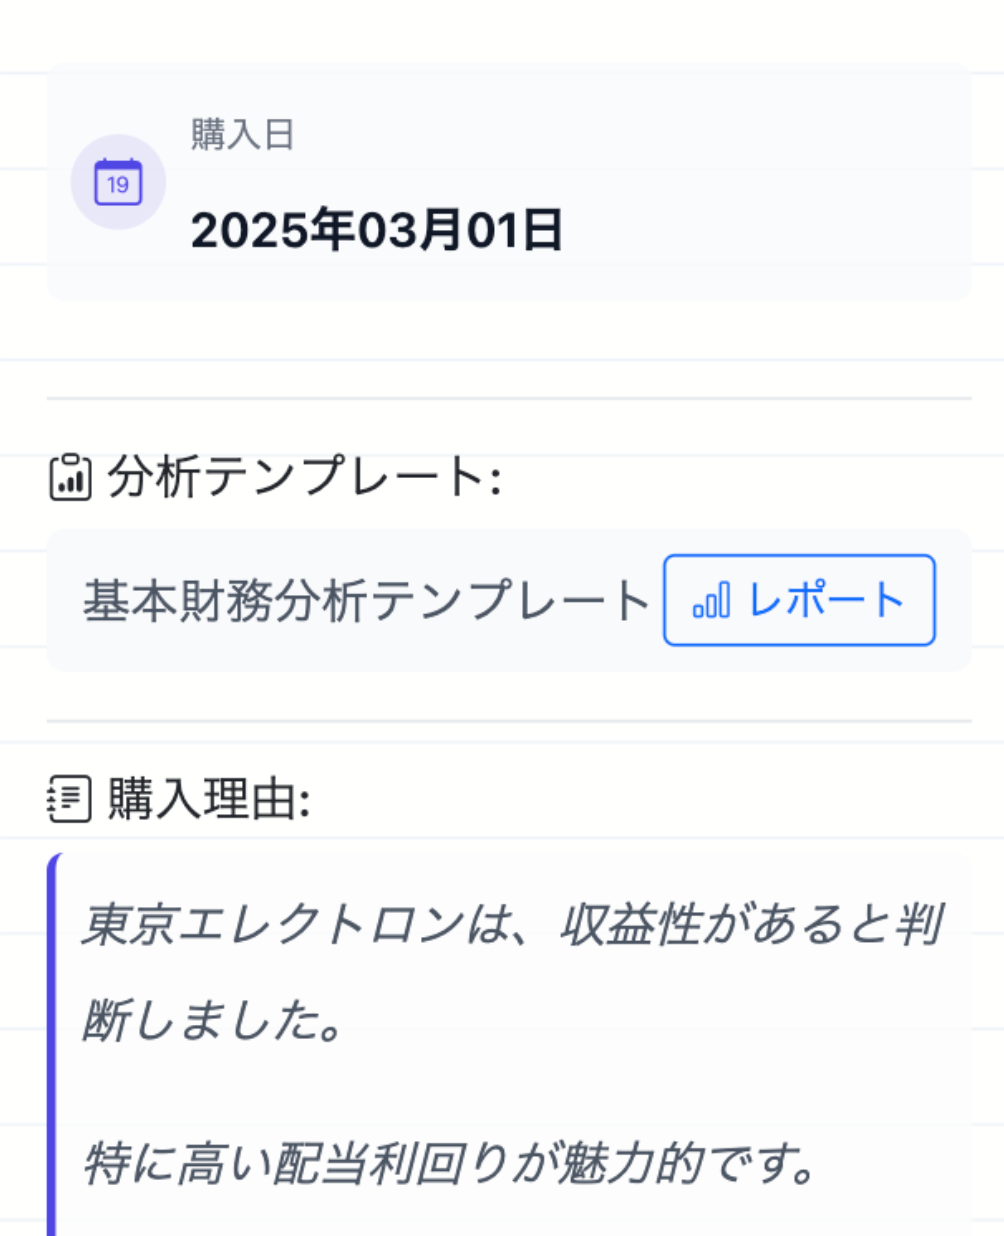 購入日
19
2025年03月01日
分析テンプレート:
基本財務分析テンプレート レポート
購入理由:
東京エレクトロンは、収益性があると判
断しました。
特に高い配当利回りが魅力的です。